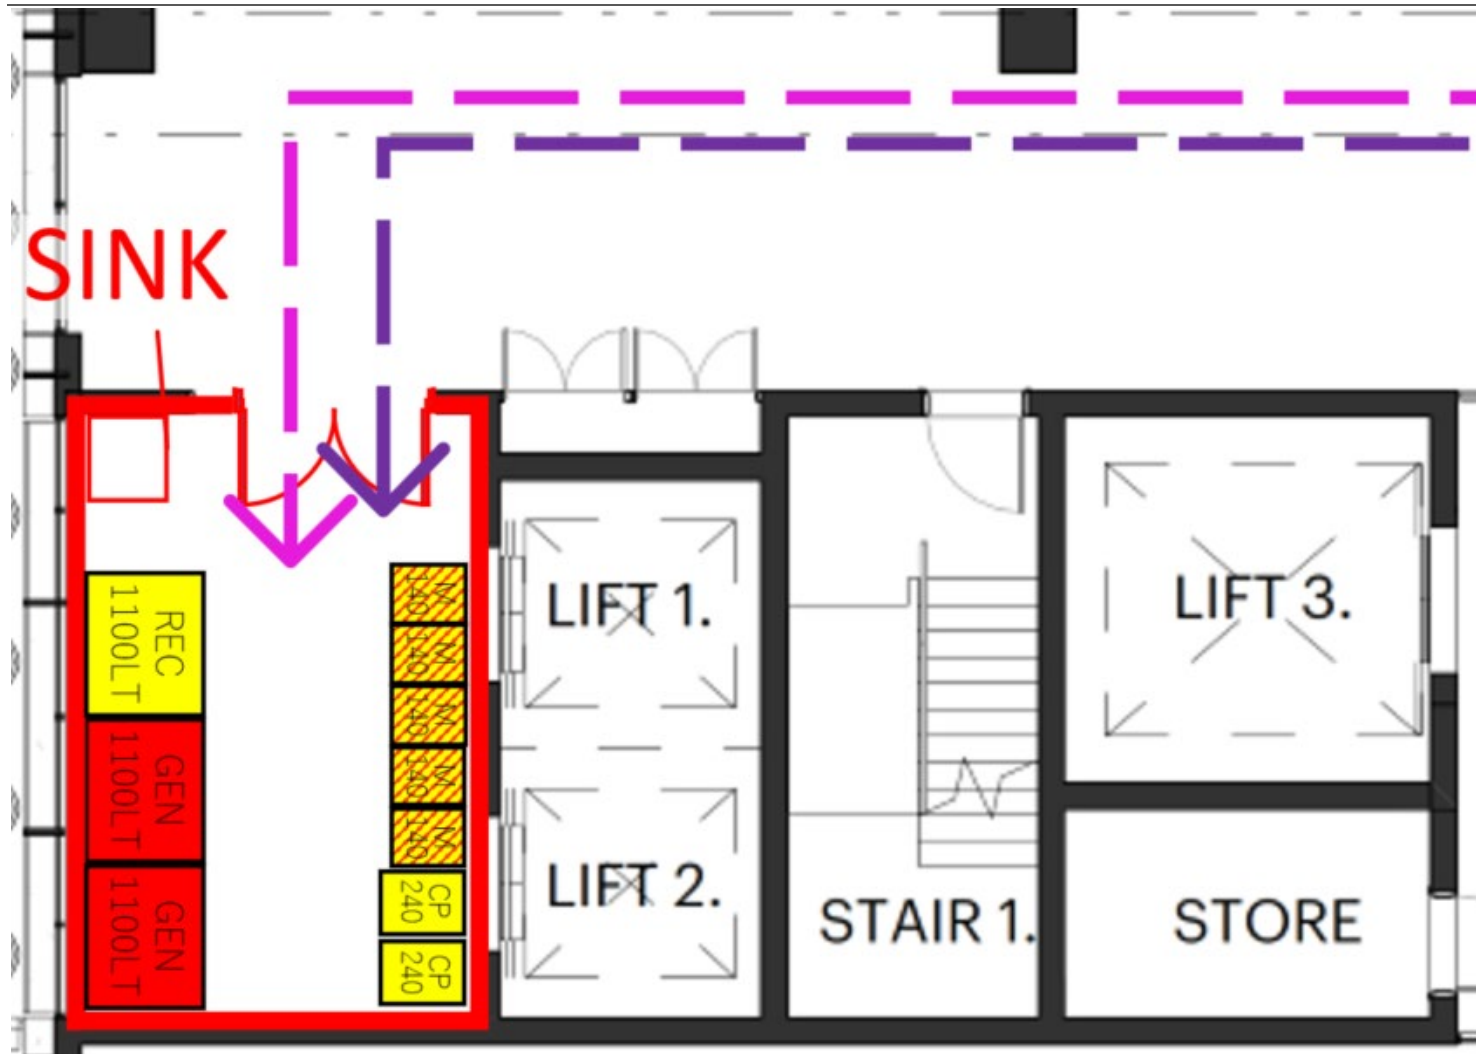 SINK
REC
1100LT
GEN
1100LT
GEN
1100LT
M
140
M
140
M
140
M
140
M
140
CP
240
CP
240
LIFT 1.
LIFT 2.
STAIR 1.
LIFT 3.
STORE